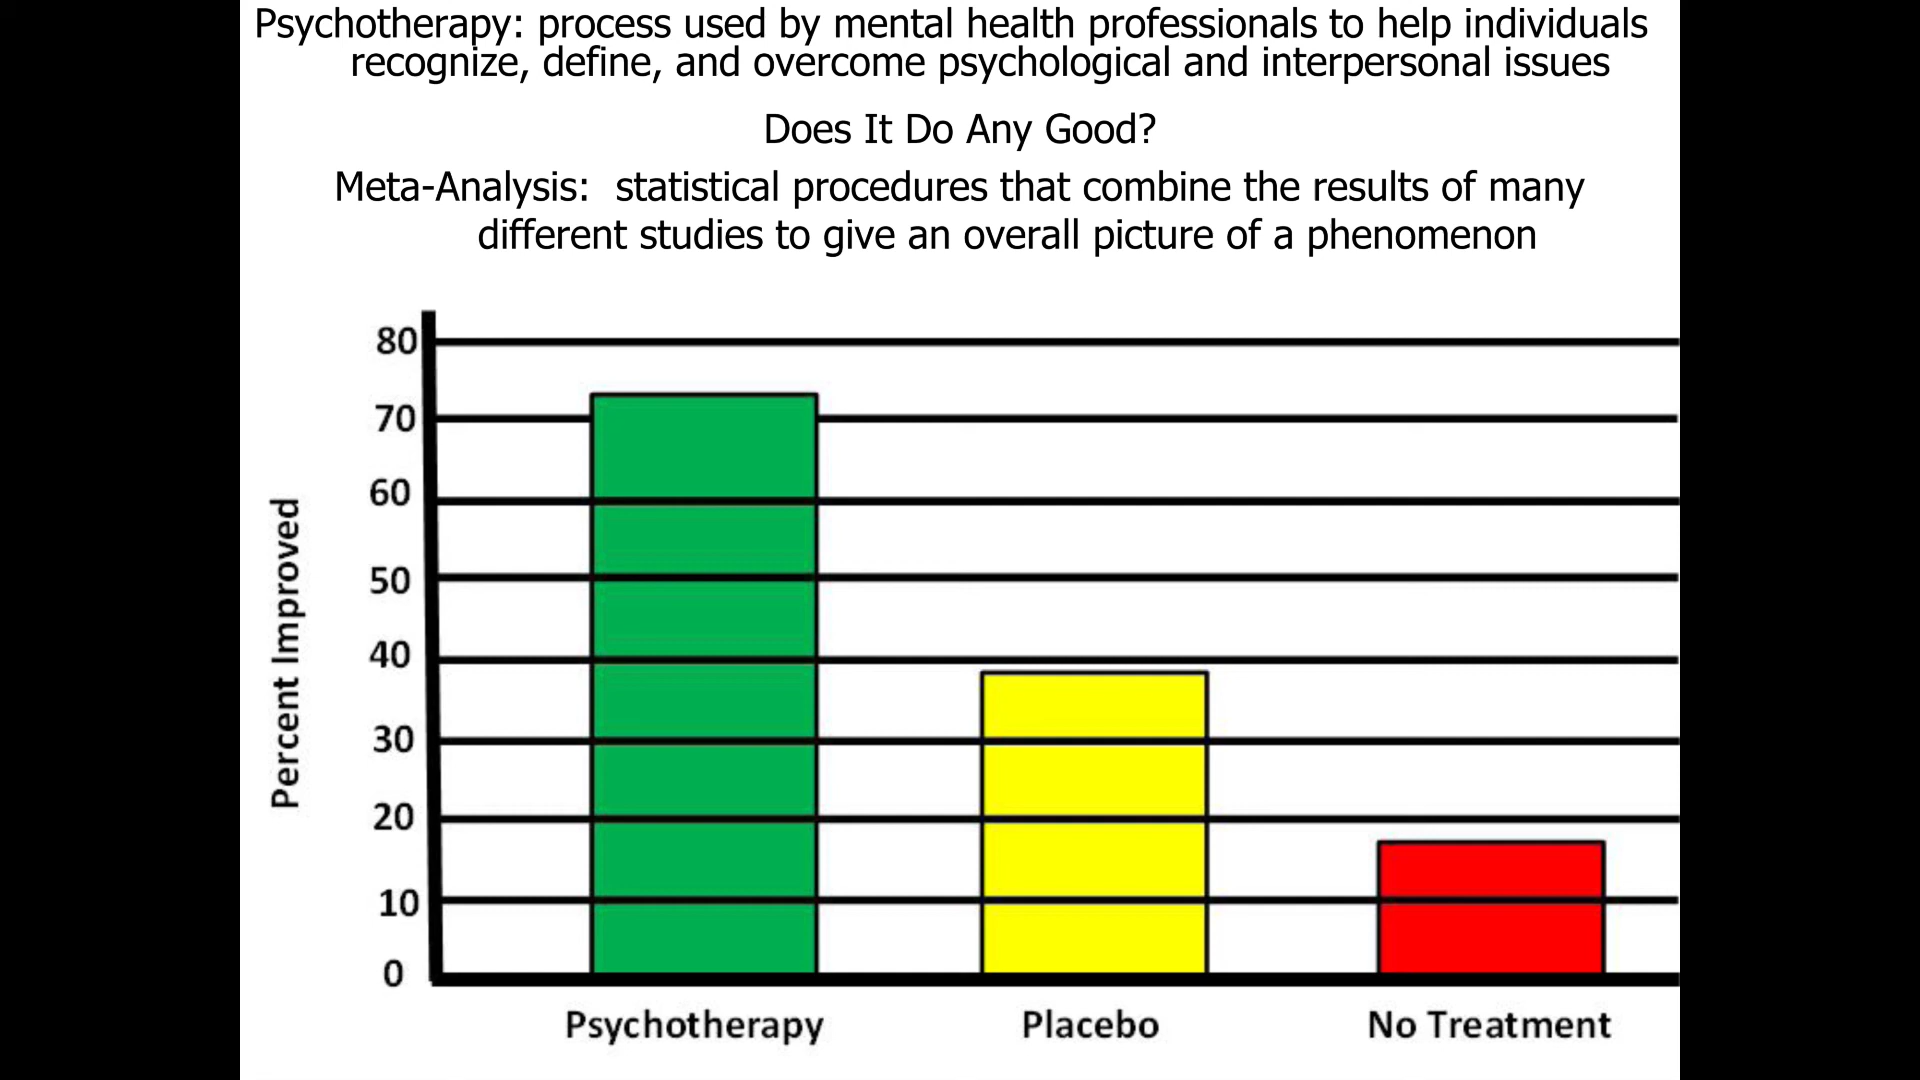 Psychotherapy: process used by mental health professionals to help individuals
recognize, define, and overcome psychological and interpersonal issues
Does It Do Any Good?
Meta-Analysis: statistical procedures that combine the results of many
different studies to give an overall picture of a phenomenon
80
70
60
50
40
30
20
10
0
Percent Improved
Psychotherapy
Placebo
No Treatment